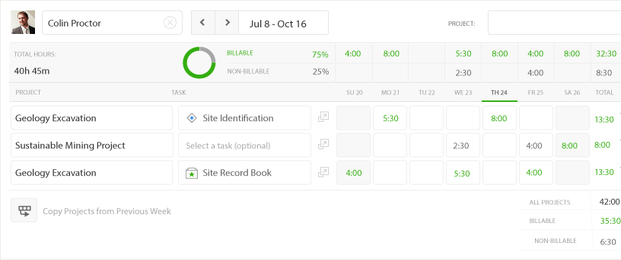 Colin Proctor
Jul 8 - Oct 16
PROJECT:
TOTAL HOURS:
40h 45m
BILLABLE 75% 4:00 8:00 5:30 8:00 4:00 8:00 32:30
NON-BILLABLE 25% 2:30 4:00 8:30
PROJECT TASK SU 20 MO 21 TU 22 WE 23 TH 24 FR 25 SA 26 TOTAL
Geology Excavation Site Identification 5:30 8:00 13:30
Sustainable Mining Project Select a task (optional) 2:30 4:00 8:00 8:00
Geology Excavation Site Record Book 4:00 5:30 4:00 13:30
Copy Projects from Previous Week
ALL PROJECTS 42:00
BILLABLE 35:30
NON-BILLABLE 6:30